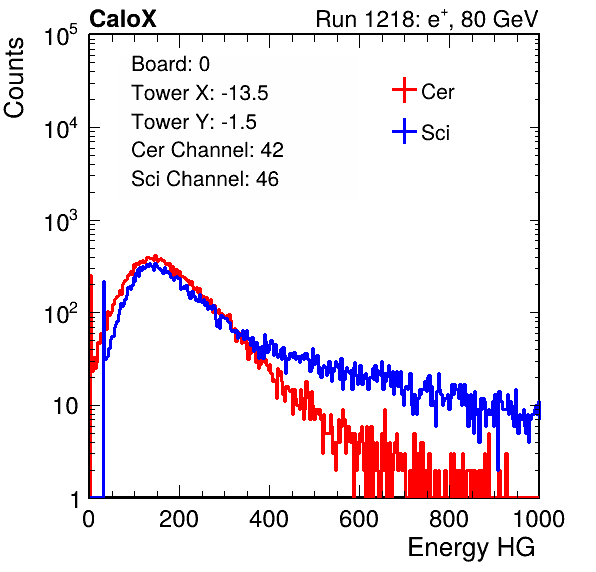 CaloX Run 1218: e⁺, 80 GeV
Counts
Board: 0
Tower X: -13.5
Tower Y: -1.5
Cer Channel: 42
Sci Channel: 46
Cer
Sci
10⁵
10⁴
10³
10²
10
1
0 200 400 600 800 1000
Energy HG